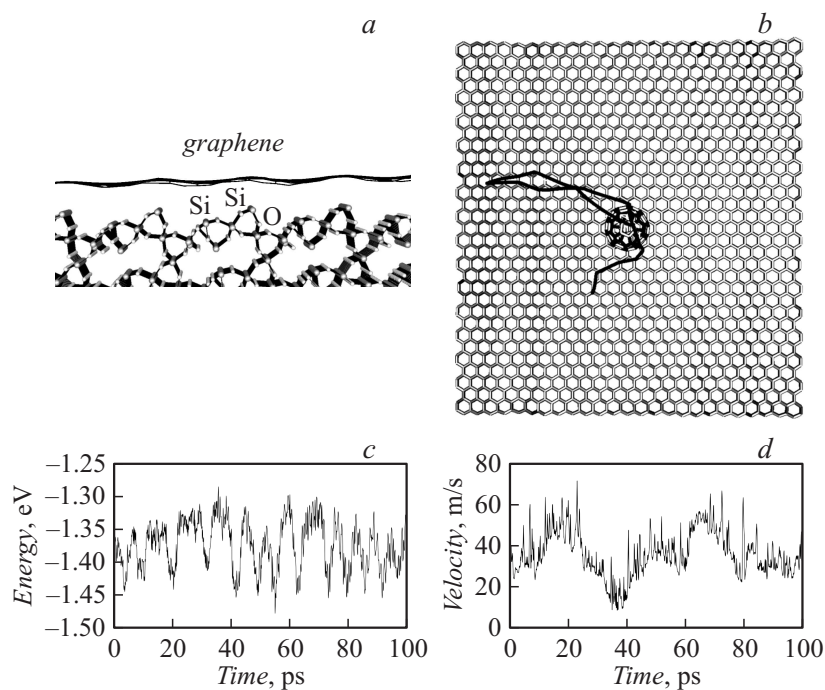 a
b
graphene
Si
Si
O
c
d
−1.25
−1.30
−1.35
−1.40
−1.45
−1.50
Energy, eV
0 20 40 60 80 100
Time, ps
80
60
40
20
0
Velocity, m/s
0 20 40 60 80 100
Time, ps